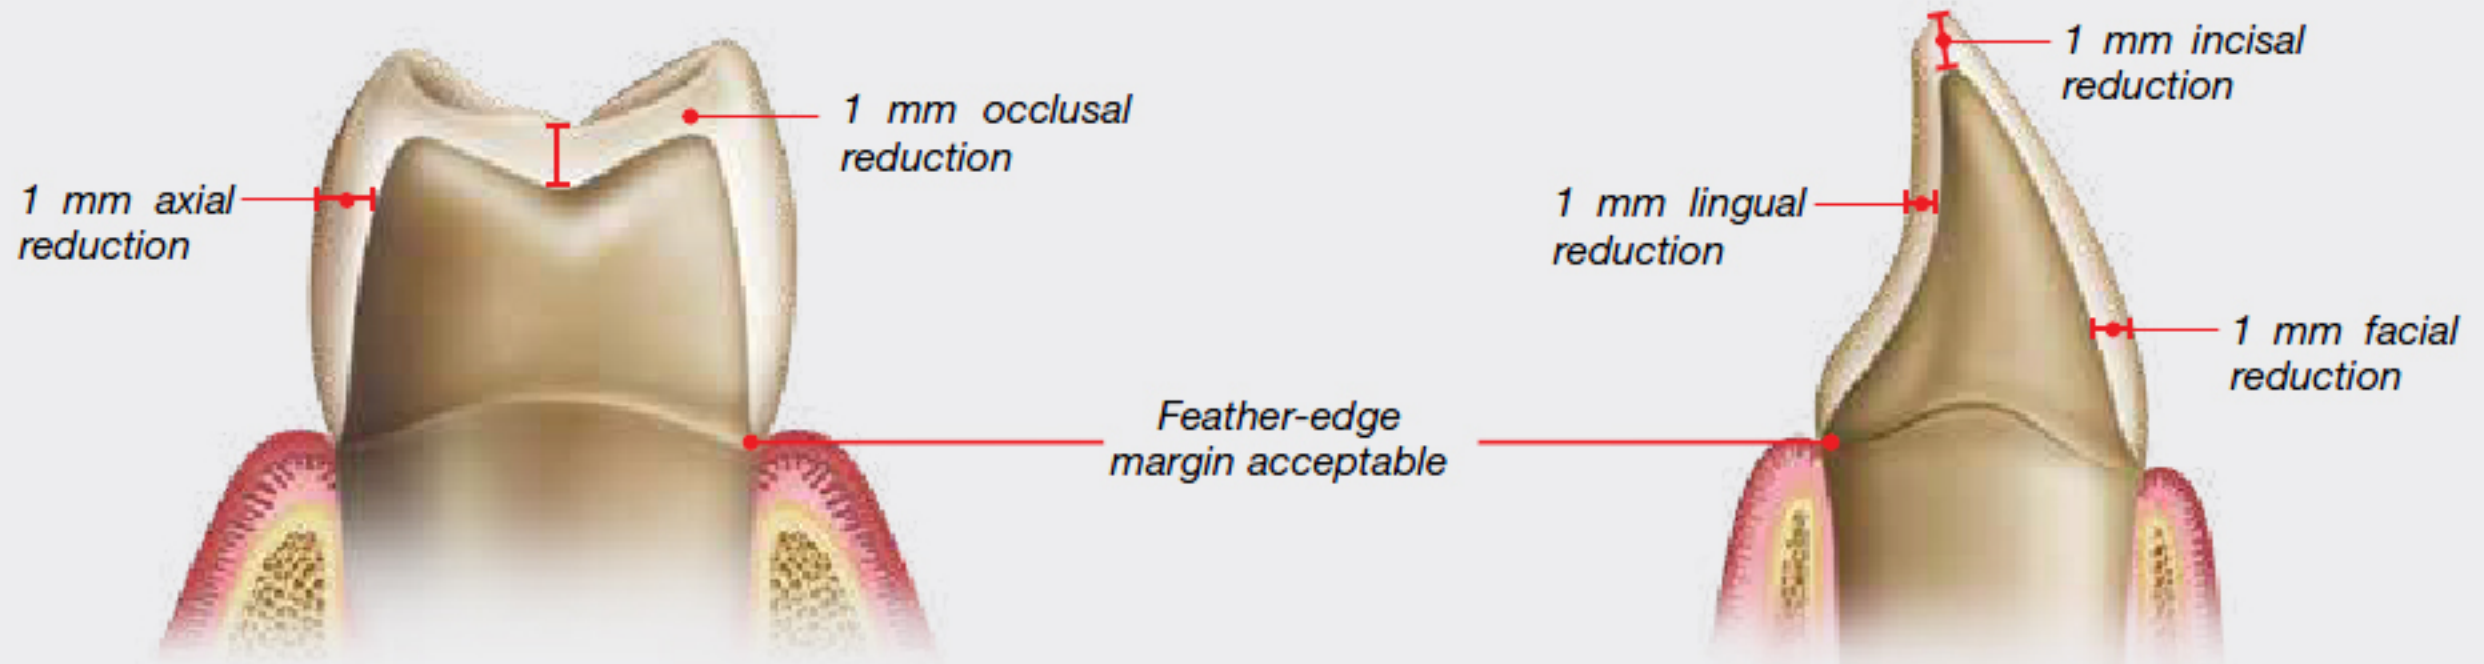 1 mm axial
reduction
1 mm occlusal
reduction
Feather-edge
margin acceptable
1 mm lingual
reduction
1 mm incisal
reduction
1 mm facial
reduction